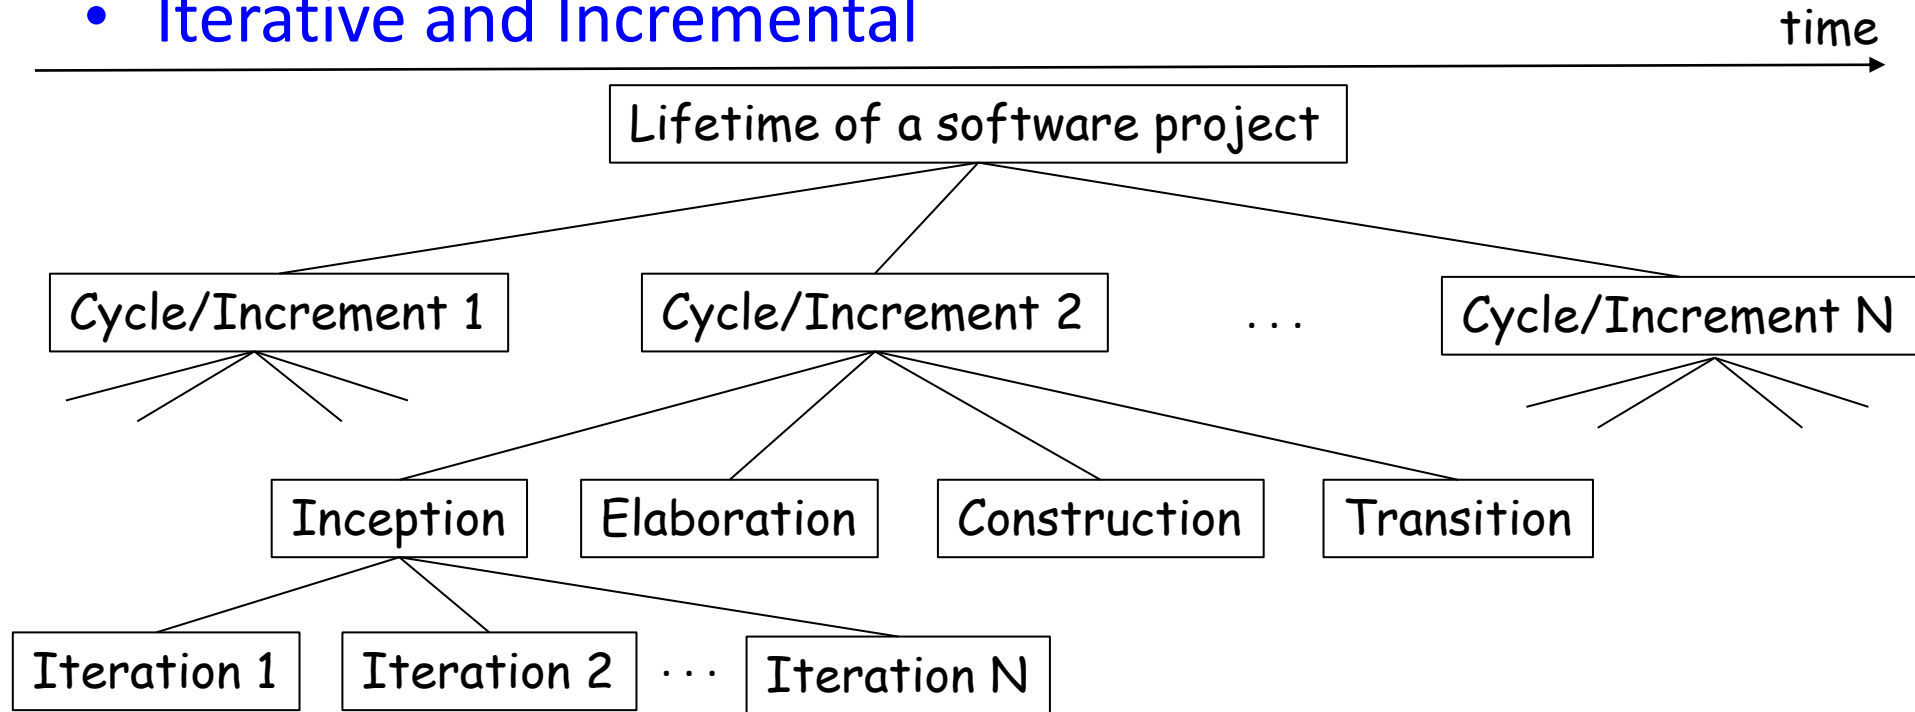 • Iterative and Incremental
time
Lifetime of a software project
Cycle/Increment 1
Cycle/Increment 2
...
Cycle/Increment N
Inception
Elaboration
Construction
Transition
Iteration 1
Iteration 2
...
Iteration N